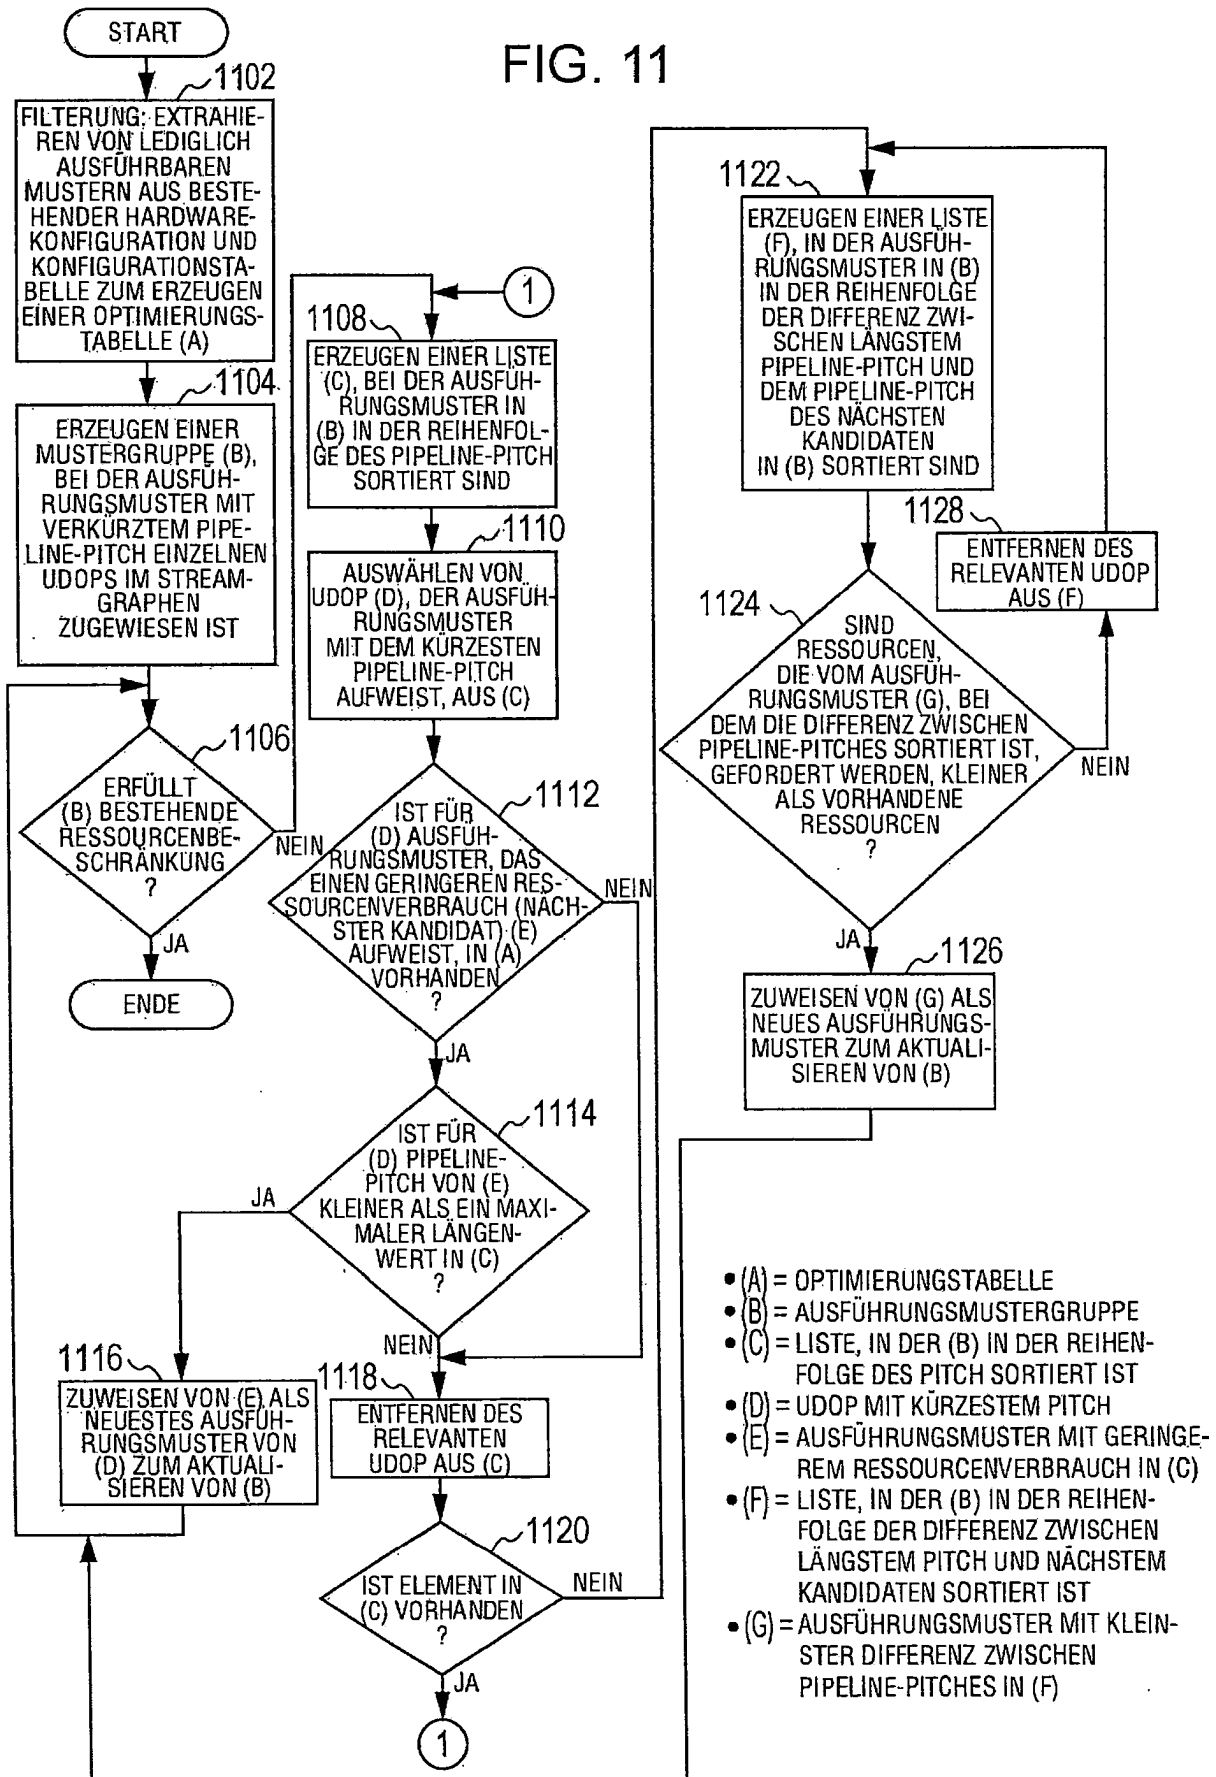 FIG. 11
START
1102
FILTERUNG: EXTRAHIE-
REN VON LEDIGLICH
AUSFÜHRBAREN
MUSTERN AUS BESTE-
HENDER HARDWARE-
KONFIGURATION UND
KONFIGURATIONSTA-
BELLE ZUM ERZEUGEN
EINER OPTIMIERUNGS-
TABELLE (A)
1104
ERZEUGEN EINER
MUSTERGRUPPE (B),
BEI DER AUSFÜH-
RUNGSMUSTER MIT
VERKÜRZTEM PIPE-
LINE-PITCH EINZELNEN
UDOPS IM STREAM-
GRAPHEN
ZUGEWIESEN IST
1106
ERFÜLLT
(B) BESTEHENDE
RESSOURCENBE-
SCHRÄNKUNG
?
NEIN
JA
ENDE
1
1108
ERZEUGEN EINER LISTE
(C), BEI DER AUSFÜH-
RUNGSMUSTER IN
(B) IN DER REIHENFOL-
GE DES PIPELINE-PITCH
SORTIERT SIND
1110
AUSWÄHLEN VON
UDOP (D), DER AUSFÜH-
RUNGSMUSTER
MIT DEM KÜRZESTEN
PIPELINE-PITCH
AUFWEIST, AUS (C)
1112
IST FÜR
(D) AUSFÜH-
RUNGSMUSTER, DAS
EINEN GERINGEREN RES-
SOURCENVERBRAUCH (NÄCH-
STER KANDIDAT) (E)
AUFWEIST, IN (A)
VORHANDEN
?
NEIN
JA
1114
IST FÜR
(D) PIPELINE-
PITCH VON (E)
KLEINER ALS EIN MAXI-
MALER LÄNGEN-
WERT IN (C)
?
JA
NEIN
1116
ZUWEISEN VON (E) ALS
NEUESTES AUSFÜH-
RUNGSMUSTER VON
(D) ZUM AKTUALI-
SIEREN VON (B)
1118
ENTFERNEN DES
RELEVANTEN
UDOP AUS (C)
1120
IST ELEMENT IN
(C) VORHANDEN
?
NEIN
JA
1
1122
ERZEUGEN EINER LISTE
(F), IN DER AUSFÜH-
RUNGSMUSTER IN (B)
IN DER REIHENFOLGE
DER DIFFERENZ ZWI-
SCHEN LÄNGSTEM
PIPELINE-PITCH UND
DEM PIPELINE-PITCH
DES NÄCHSTEN
KANDIDATEN
IN (B) SORTIERT SIND
1128
ENTFERNEN DES
RELEVANTEN UDOP
AUS (F)
1124
SIND
RESSOURCEN,
DIE VOM AUSFÜH-
RUNGSMUSTER (G), BEI
DEM DIE DIFFERENZ ZWISCHEN
PIPELINE-PITCHES SORTIERT IST,
GEFORDERT WERDEN, KLEINER
ALS VORHANDENE
RESSOURCEN
?
NEIN
JA
1126
ZUWEISEN VON (G) ALS
NEUES AUSFÜHRUNGS-
MUSTER ZUM AKTUALI-
SIEREN VON (B)
• (A) = OPTIMIERUNGSTABELLE
• (B) = AUSFÜHRUNGSMUSTERGRUPPE
• (C) = LISTE, IN DER (B) IN DER REIHEN-
FOLGE DES PITCH SORTIERT IST
• (D) = UDOP MIT KÜRZESTEM PITCH
• (E) = AUSFÜHRUNGSMUSTER MIT GERINGE-
REM RESSOURCENVERBRAUCH IN (C)
• (F) = LISTE, IN DER (B) IN DER REIHEN-
FOLGE DER DIFFERENZ ZWISCHEN
LÄNGSTEM PITCH UND NÄCHSTEM
KANDIDATEN SORTIERT IST
• (G) = AUSFÜHRUNGSMUSTER MIT KLEIN-
STER DIFFERENZ ZWISCHEN
PIPELINE-PITCHES IN (F)